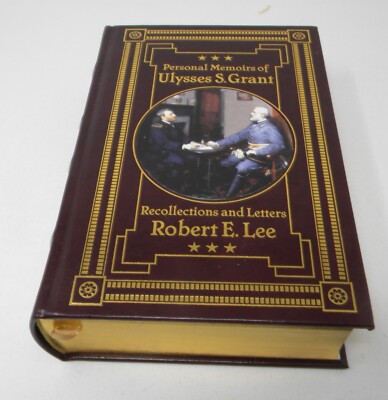 Personal Memoirs of
Ulysses S. Grant
Recollections and Letters
Robert E. Lee